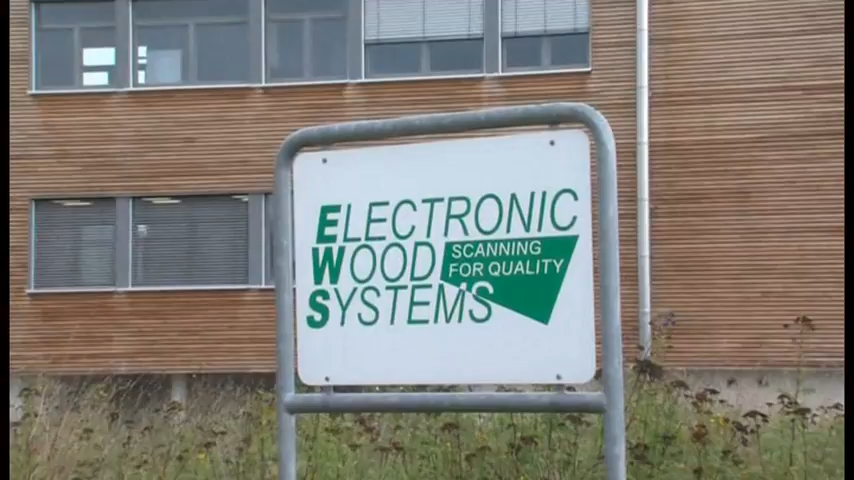 ELECTRONIC
WOOD
SYSTEMS
SCANNING
FOR QUALITY